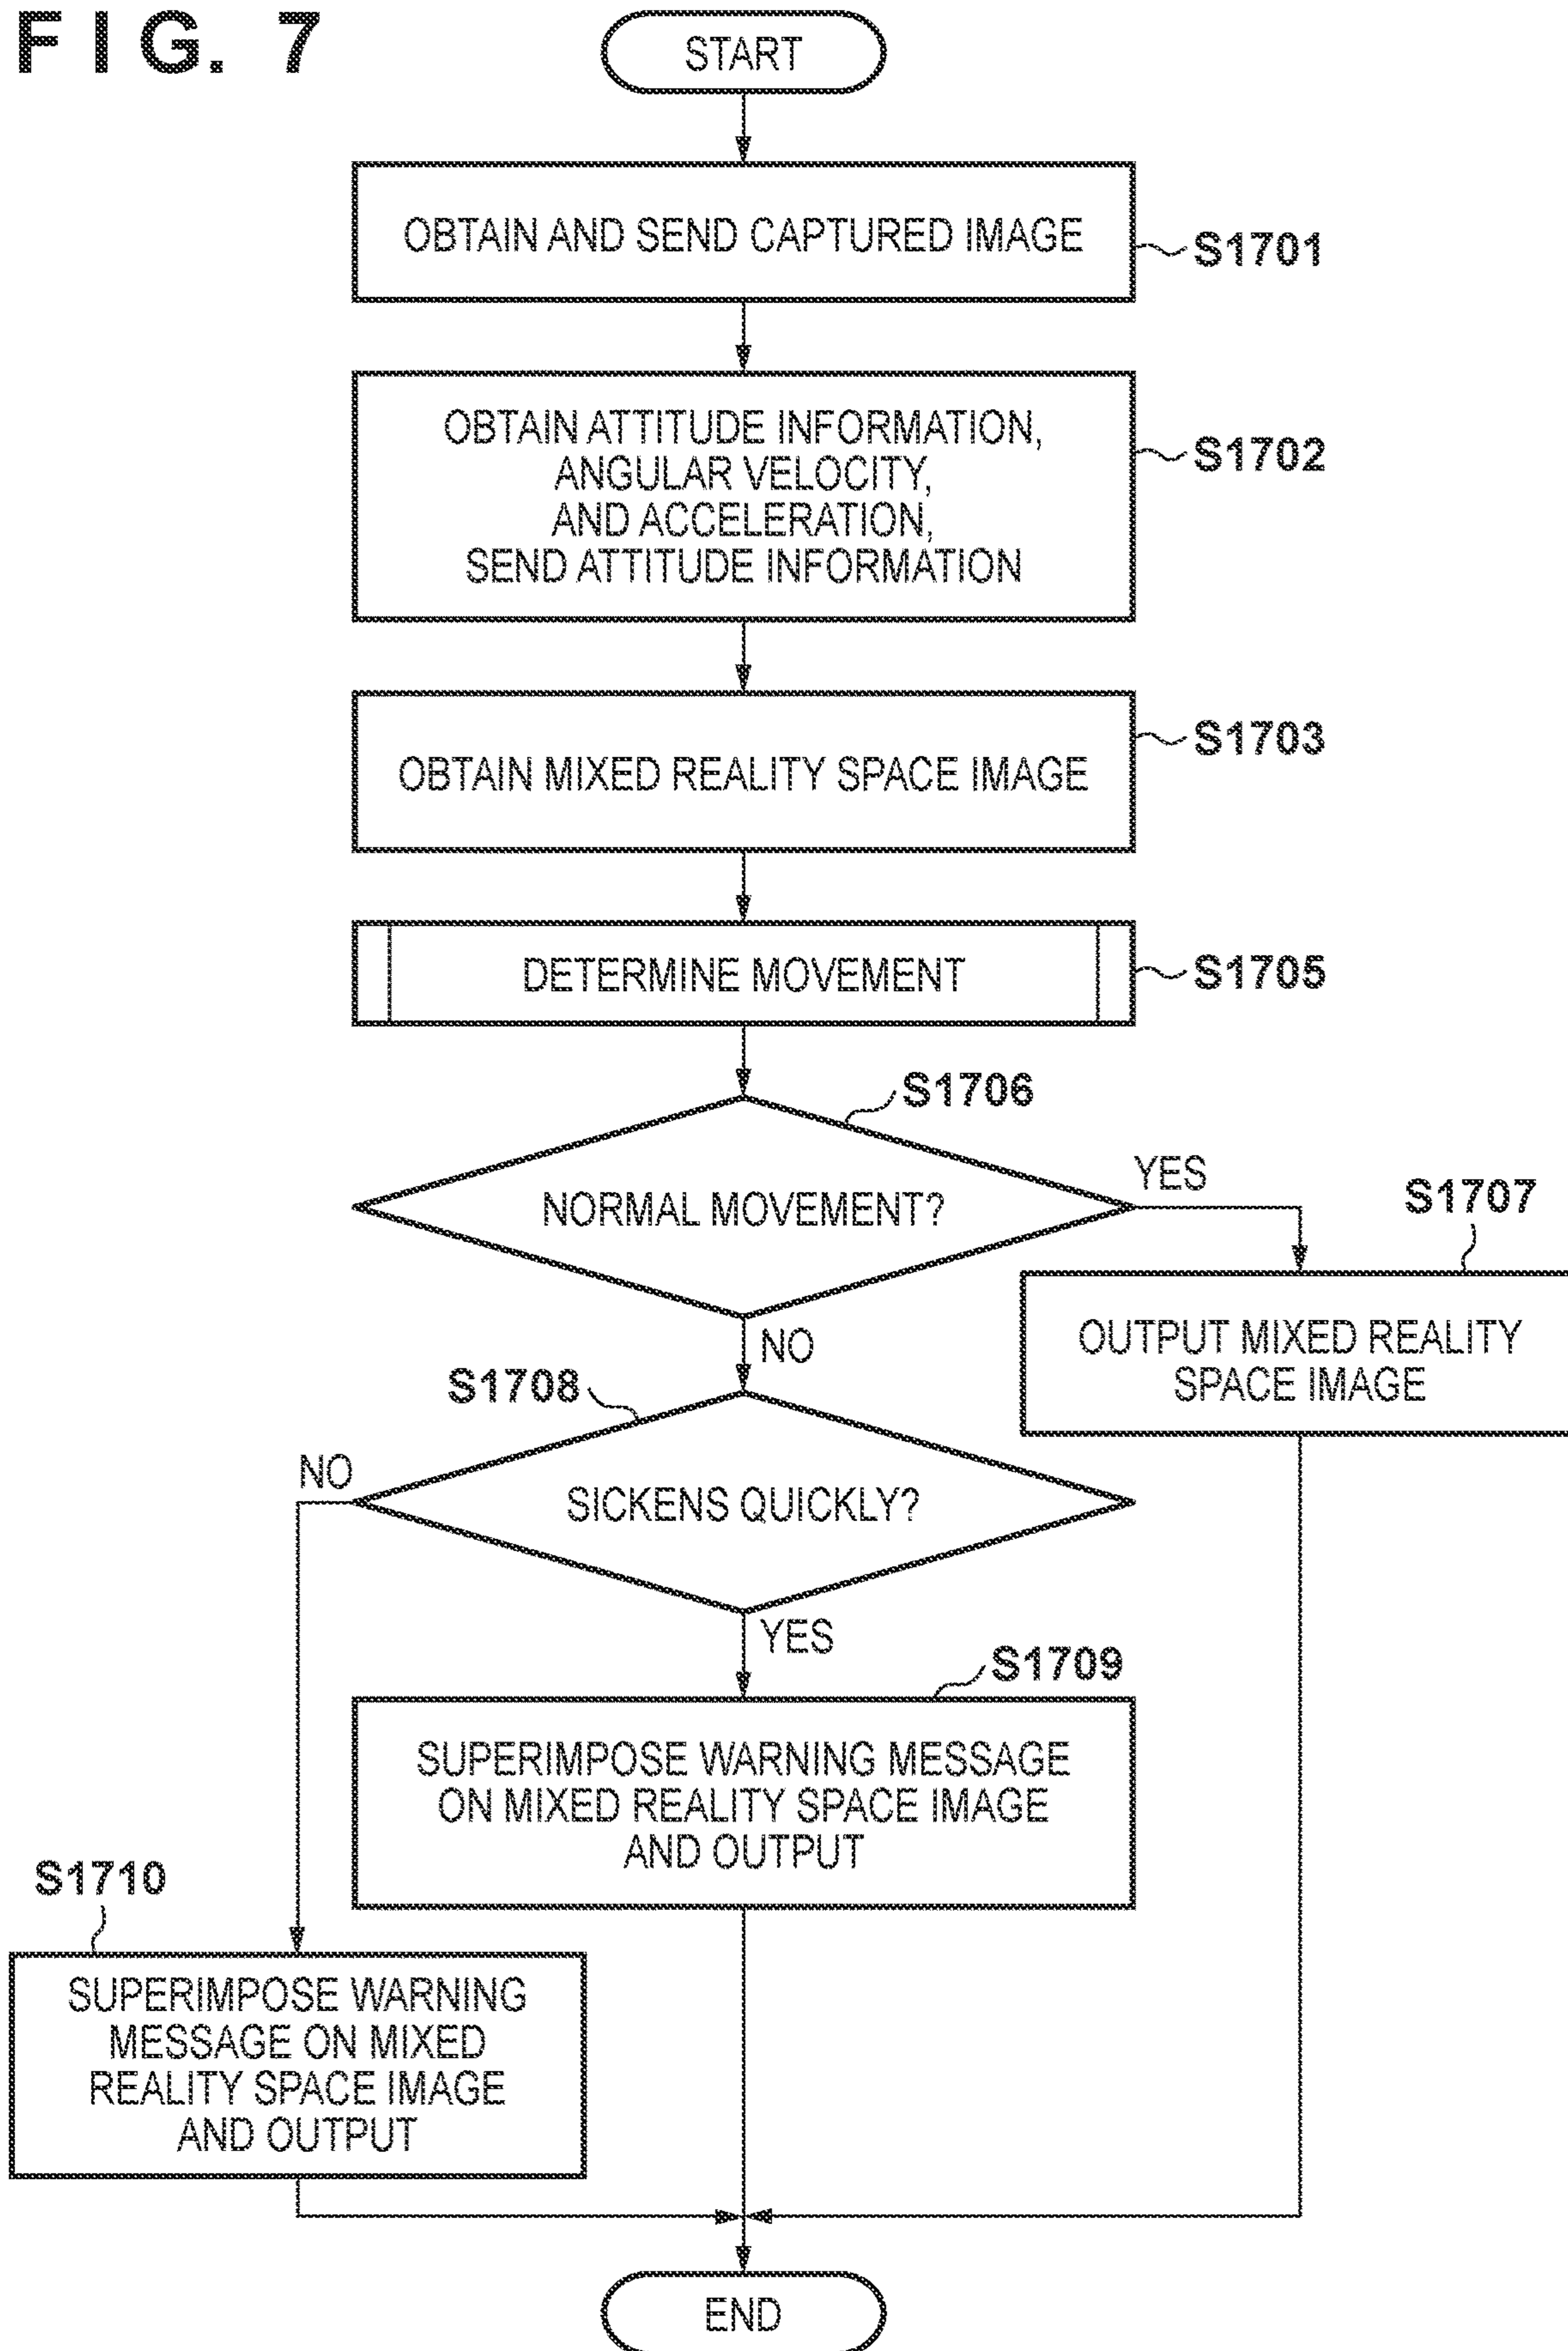 FIG. 7
START
OBTAIN AND SEND CAPTURED IMAGE
S1701
OBTAIN ATTITUDE INFORMATION,
ANGULAR VELOCITY,
AND ACCELERATION,
SEND ATTITUDE INFORMATION
S1702
OBTAIN MIXED REALITY SPACE IMAGE
S1703
DETERMINE MOVEMENT
S1705
S1706
NORMAL MOVEMENT?
YES
S1707
OUTPUT MIXED REALITY
SPACE IMAGE
NO
S1708
NO
SICKENS QUICKLY?
YES
S1709
SUPERIMPOSE WARNING MESSAGE
ON MIXED REALITY SPACE IMAGE
AND OUTPUT
S1710
SUPERIMPOSE WARNING
MESSAGE ON MIXED
REALITY SPACE IMAGE
AND OUTPUT
END